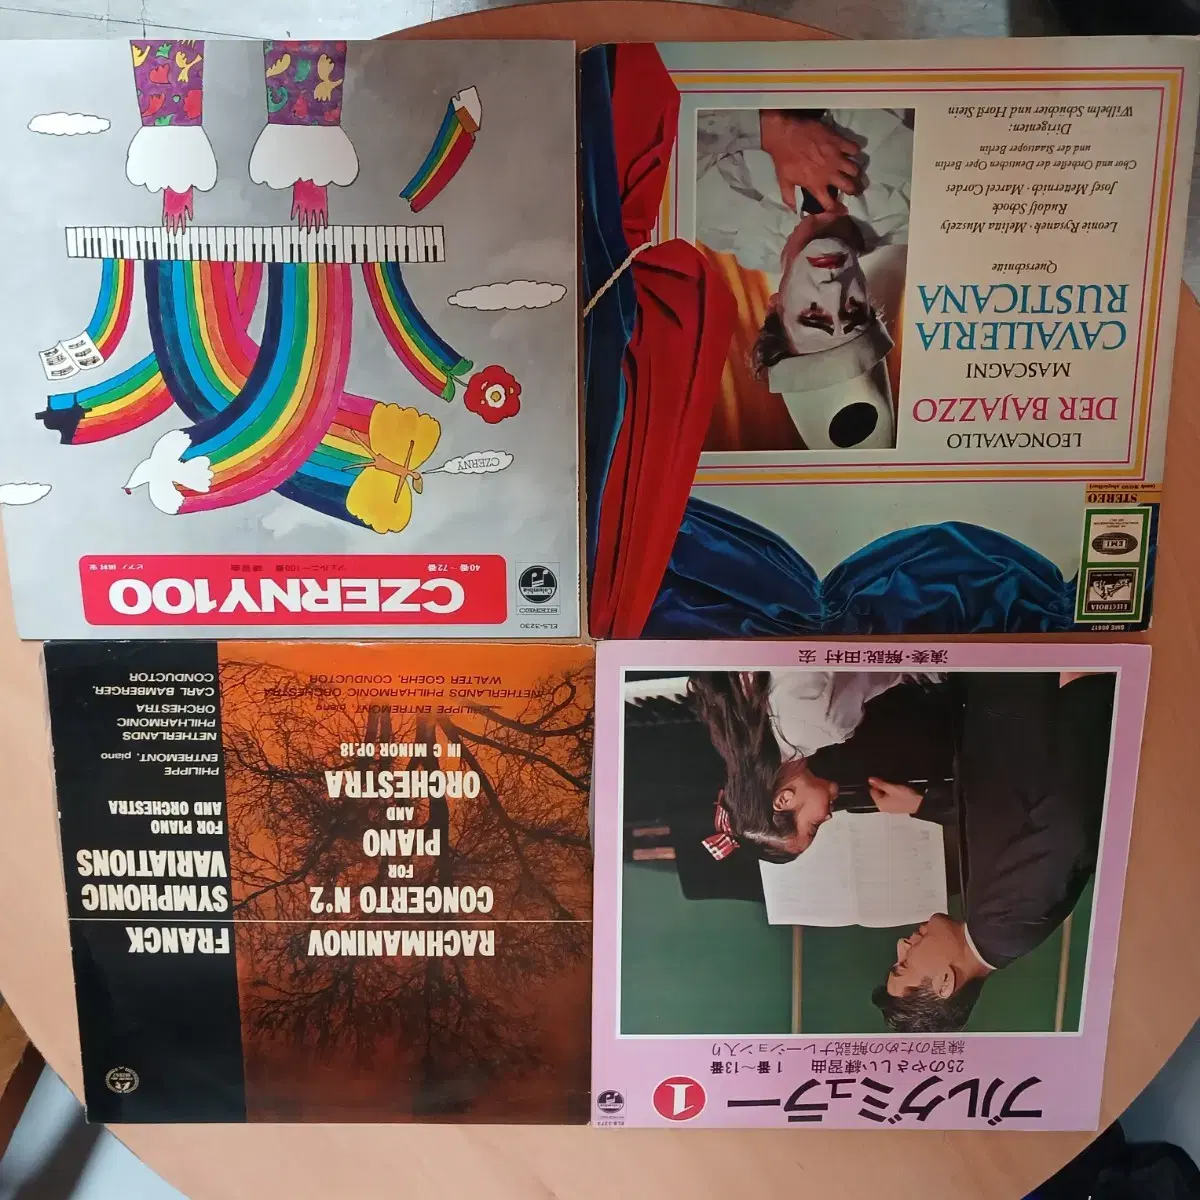 CZERNY100
ツェルニー100番 練習曲
40番～72番
ピアノ 田村 宏
Columbia
STEREO
ELS-3230
CZERNY
LEONCAVALLO
DER BAJAZZO
MASCAGNI
CAVALLERIA
RUSTICANA
Querschnitte
Leonie Rysanek · Melitta Muszely
Rudolf Schock
Josef Metternich · Marcel Cordes
Chor und Orchester der Deutschen Oper Berlin
und der Staatsoper Berlin
Dirigenten:
Wilhelm Schüchter und Horst Stein
STEREO
EMI
ELECTROLA
SME 80817
RACHMANINOV
CONCERTO N°2
FOR
PIANO
AND
ORCHESTRA
IN C MINOR OP.18
PHILIPPE ENTREMONT, piano
NETHERLANDS PHILHARMONIC ORCHESTRA
WALTER GOEHR, CONDUCTOR
FRANCK
SYMPHONIC
VARIATIONS
FOR PIANO
AND ORCHESTRA
PHILIPPE
ENTREMONT, piano
NETHERLANDS
PHILHARMONIC
ORCHESTRA
CARL BAMBERGER,
CONDUCTOR
ブルグミュラー
1
25のやさしい練習曲 1番～13番
練習のための解説ナレーション入り
演奏・解説:田村 宏
ELS-3273